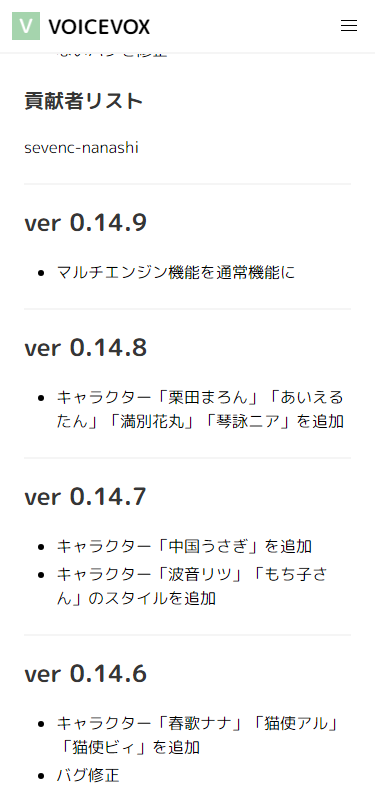 V VOICEVOX
貢献者リスト
sevenc-nanashi
ver 0.14.9
マルチエンジン機能を通常機能に
ver 0.14.8
キャラクター「栗田まろん」「あいえる
たん」「満別花丸」「琴詠ニア」を追加
ver 0.14.7
キャラクター「中国うさぎ」を追加
キャラクター「波音リツ」「もち子さ
ん」のスタイルを追加
ver 0.14.6
キャラクター「春歌ナナ」「猫使アル」
「猫使ビィ」を追加
バグ修正